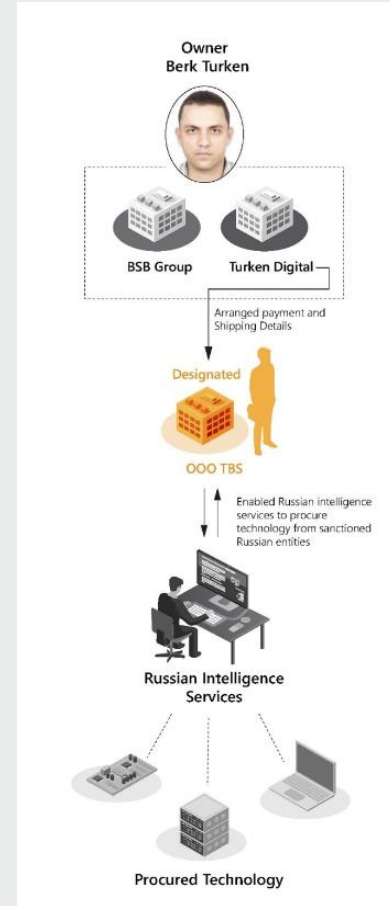 Owner
Berk Turken
BSB Group
Turken Digital
Arranged payment and
Shipping Details
Designated
OOO TBS
Enabled Russian intelligence
services to procure
technology from sanctioned
Russian entities
Russian Intelligence
Services
Procured Technology